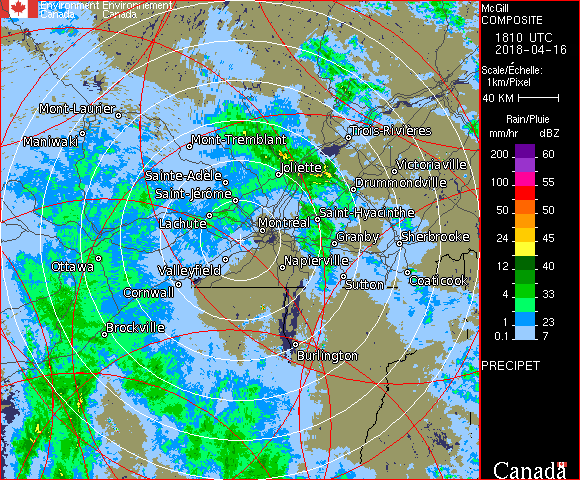 Environment Environnement
Canada Canada
McGill
COMPOSITE
1810 UTC
2018-04-16
Scale/Échelle:
1km/Pixel
40 KM
Rain/Pluie
mm/hr dBZ
200 60
100 55
50 50
24 45
12 40
4 33
1 23
0.1 7
PRECIPET
Canada
Mont-Laurier
Maniwaki
Mont-Tremblant
Trois-Rivières
Joliette
Victoriaville
Sainte-Adèle
Drummondville
Saint-Jérôme
Lachute
Saint-Hyacinthe
Montréal
Granby
Sherbrooke
Ottawa
Valleyfield
Napierville
Cornwall
Sutton
Coaticook
Brockville
Burlington